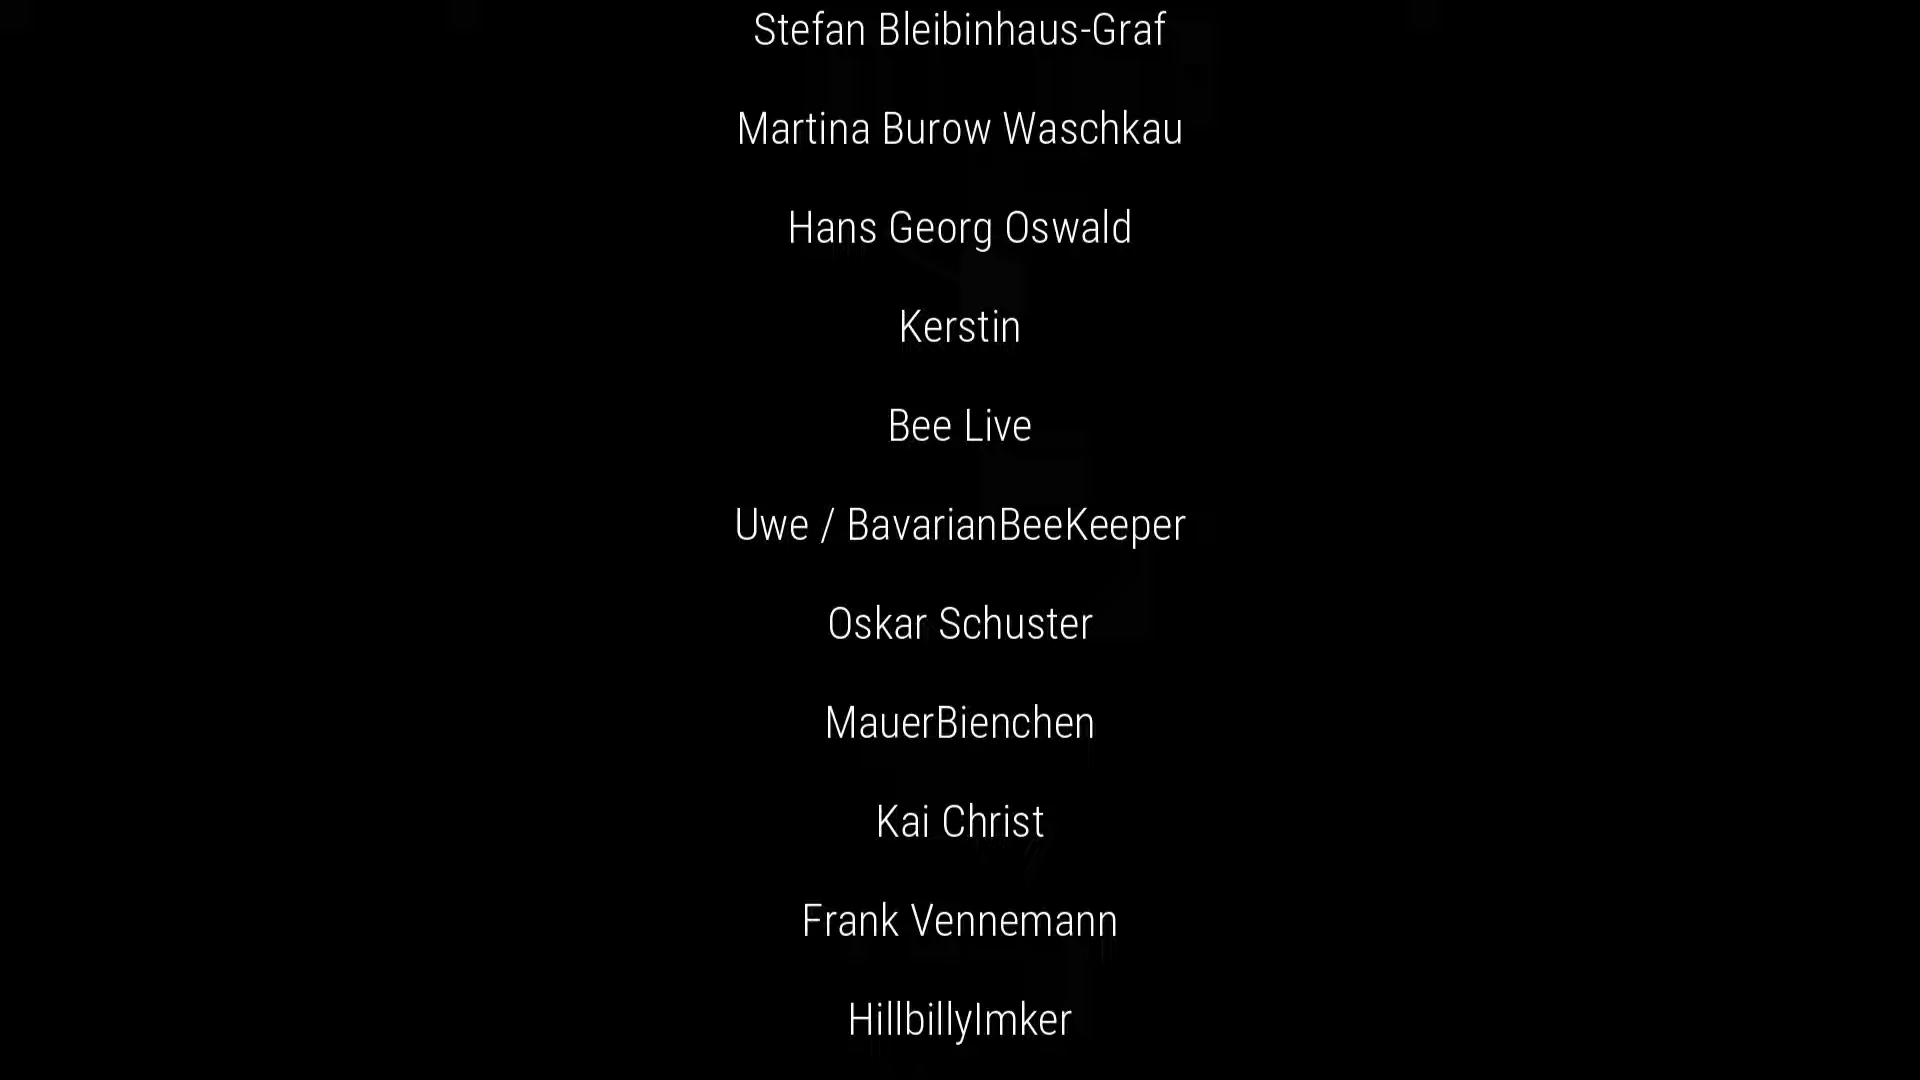 Stefan Bleibinhaus-Graf
Martina Burow Waschkau
Hans Georg Oswald
Kerstin
Bee Live
Uwe / BavarianBeeKeeper
Oskar Schuster
MauerBienchen
Kai Christ
Frank Vennemann
HillbillyImker